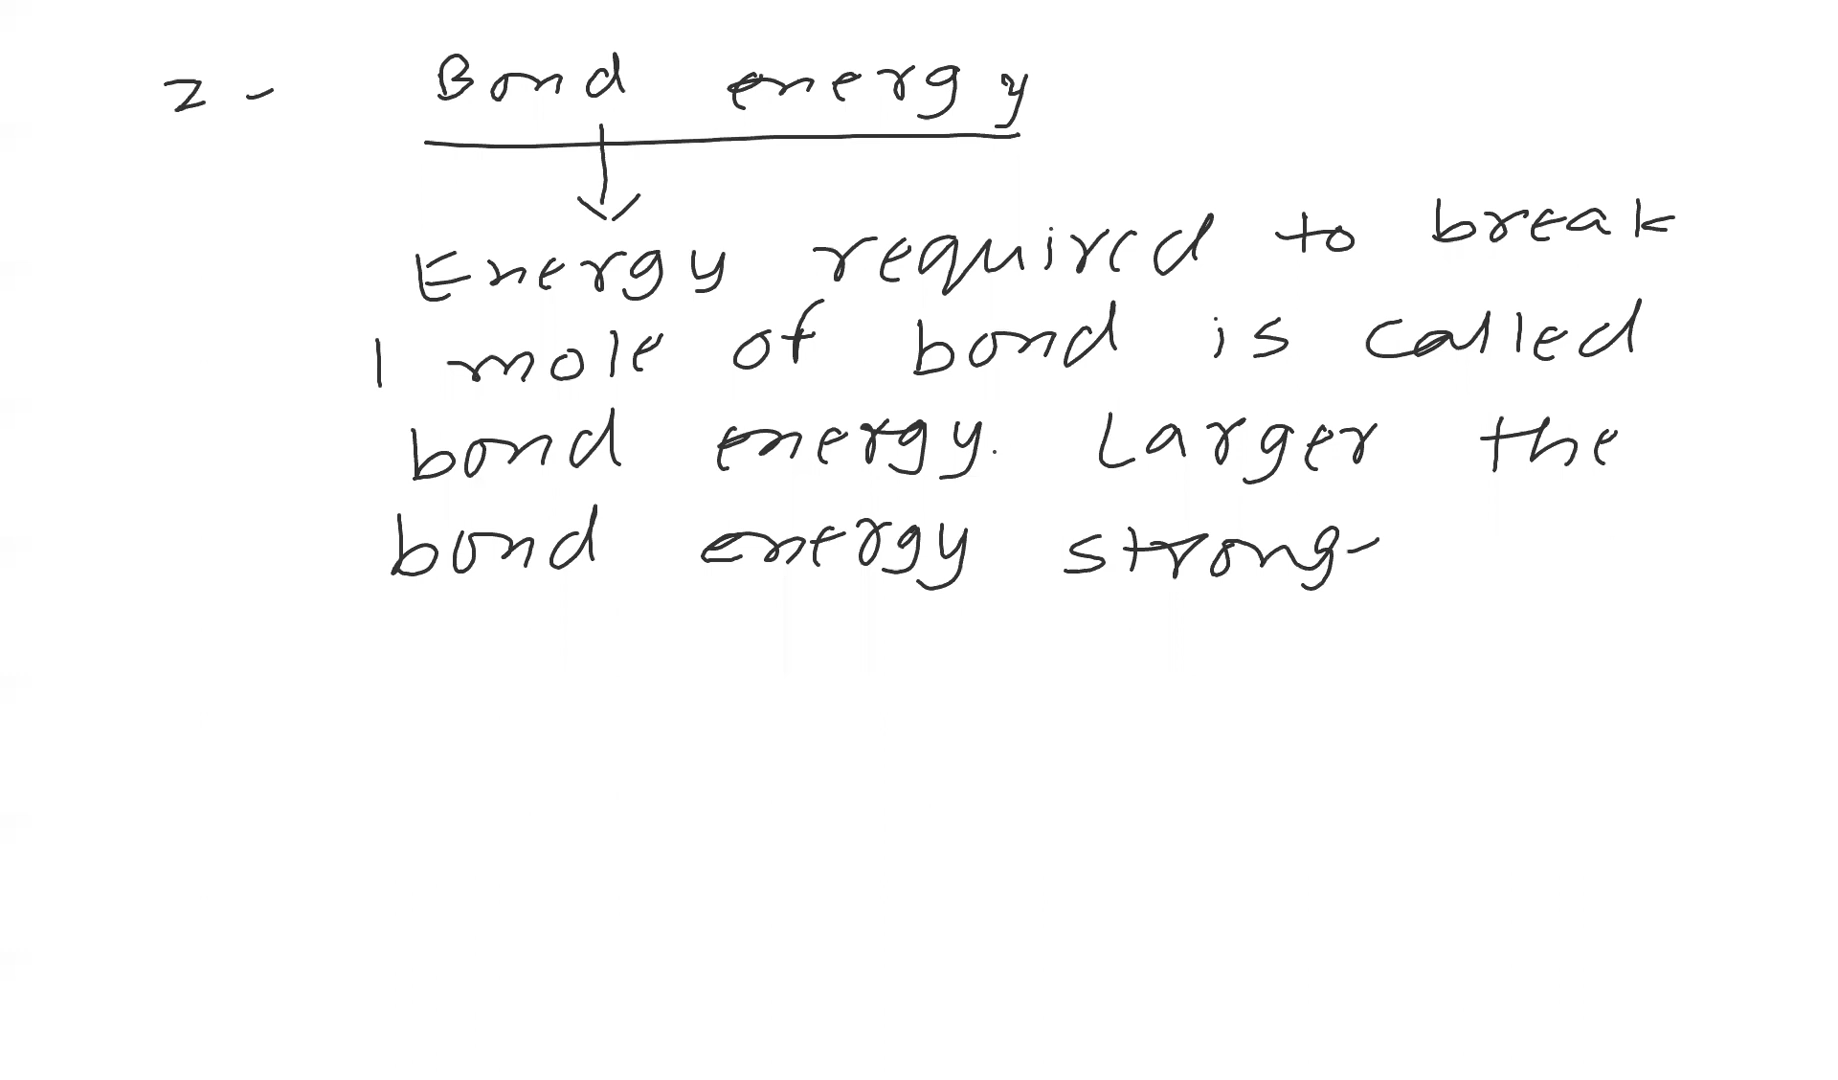 2 - Bond energy
Energy required to break
1 mole of bond is called
bond energy. Larger the
bond energy strong